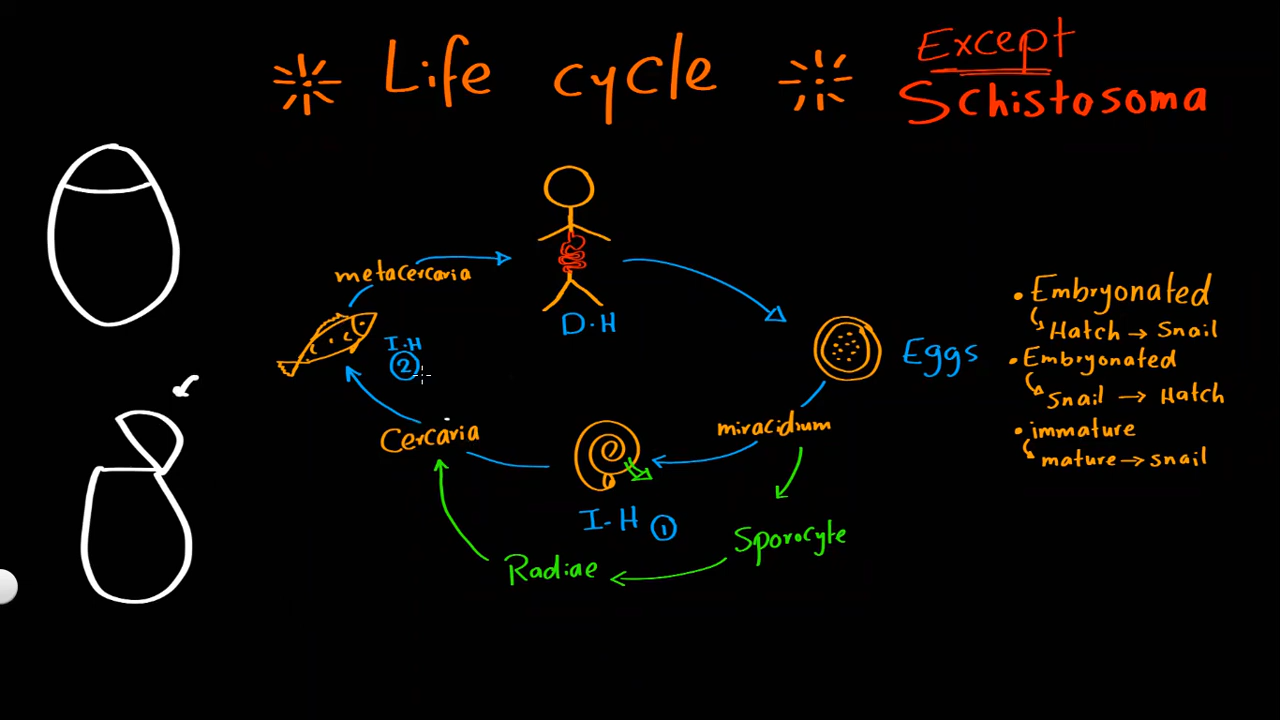 Life cycle
Except
Schistosoma
metacercaria
D.H
I.H
2
Eggs
Cercaria
miracidium
I-H 1
Sporocyte
Radiae
• Embryonated
Hatch → Snail
• Embryonated
Snail → Hatch
• immature
mature → snail